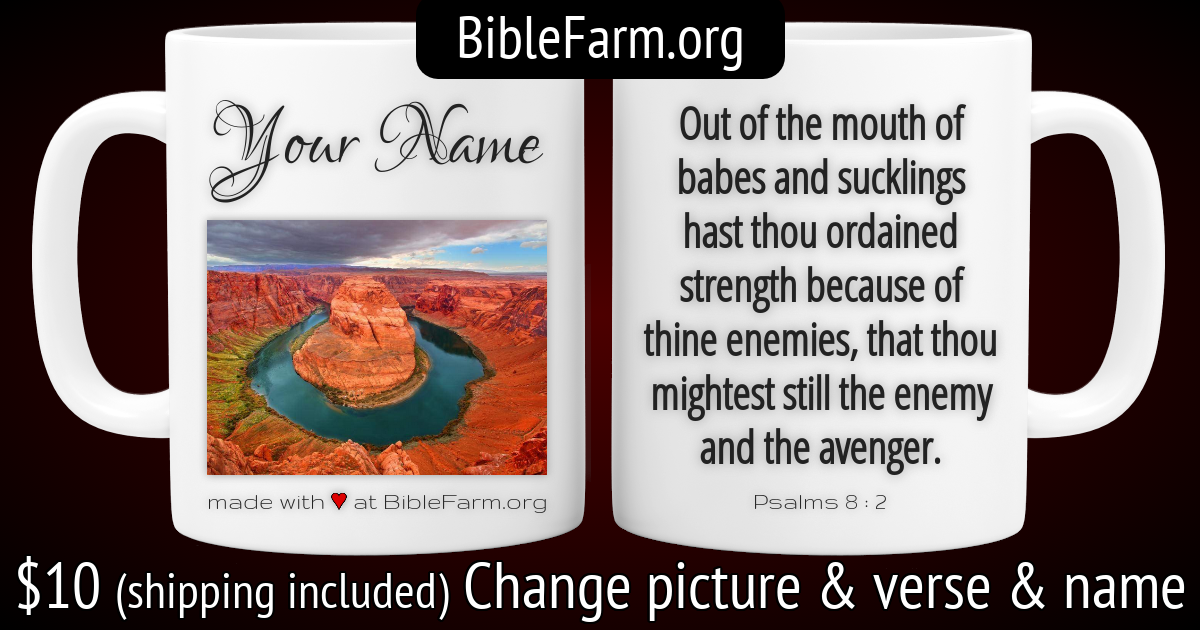 BibleFarm.org
Your Name
made with ♥ at BibleFarm.org
Out of the mouth of
babes and sucklings
hast thou ordained
strength because of
thine enemies, that thou
mightest still the enemy
and the avenger.
Psalms 8 : 2
$10 (shipping included) Change picture & verse & name